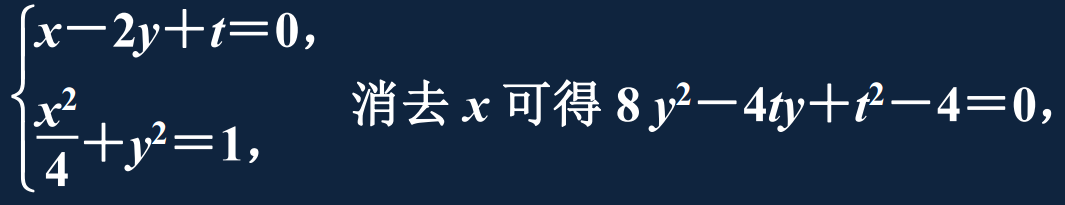 x－2y＋t＝0，
x²/4＋y²＝1，
消去 x 可得 8y²－4ty＋t²－4＝0，